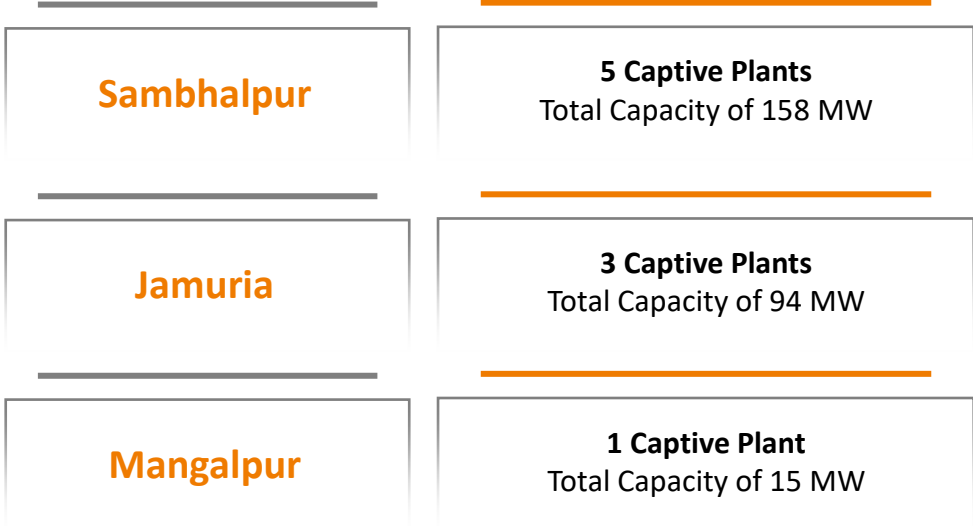 Sambhalpur
5 Captive Plants
Total Capacity of 158 MW
Jamuria
3 Captive Plants
Total Capacity of 94 MW
Mangalpur
1 Captive Plant
Total Capacity of 15 MW